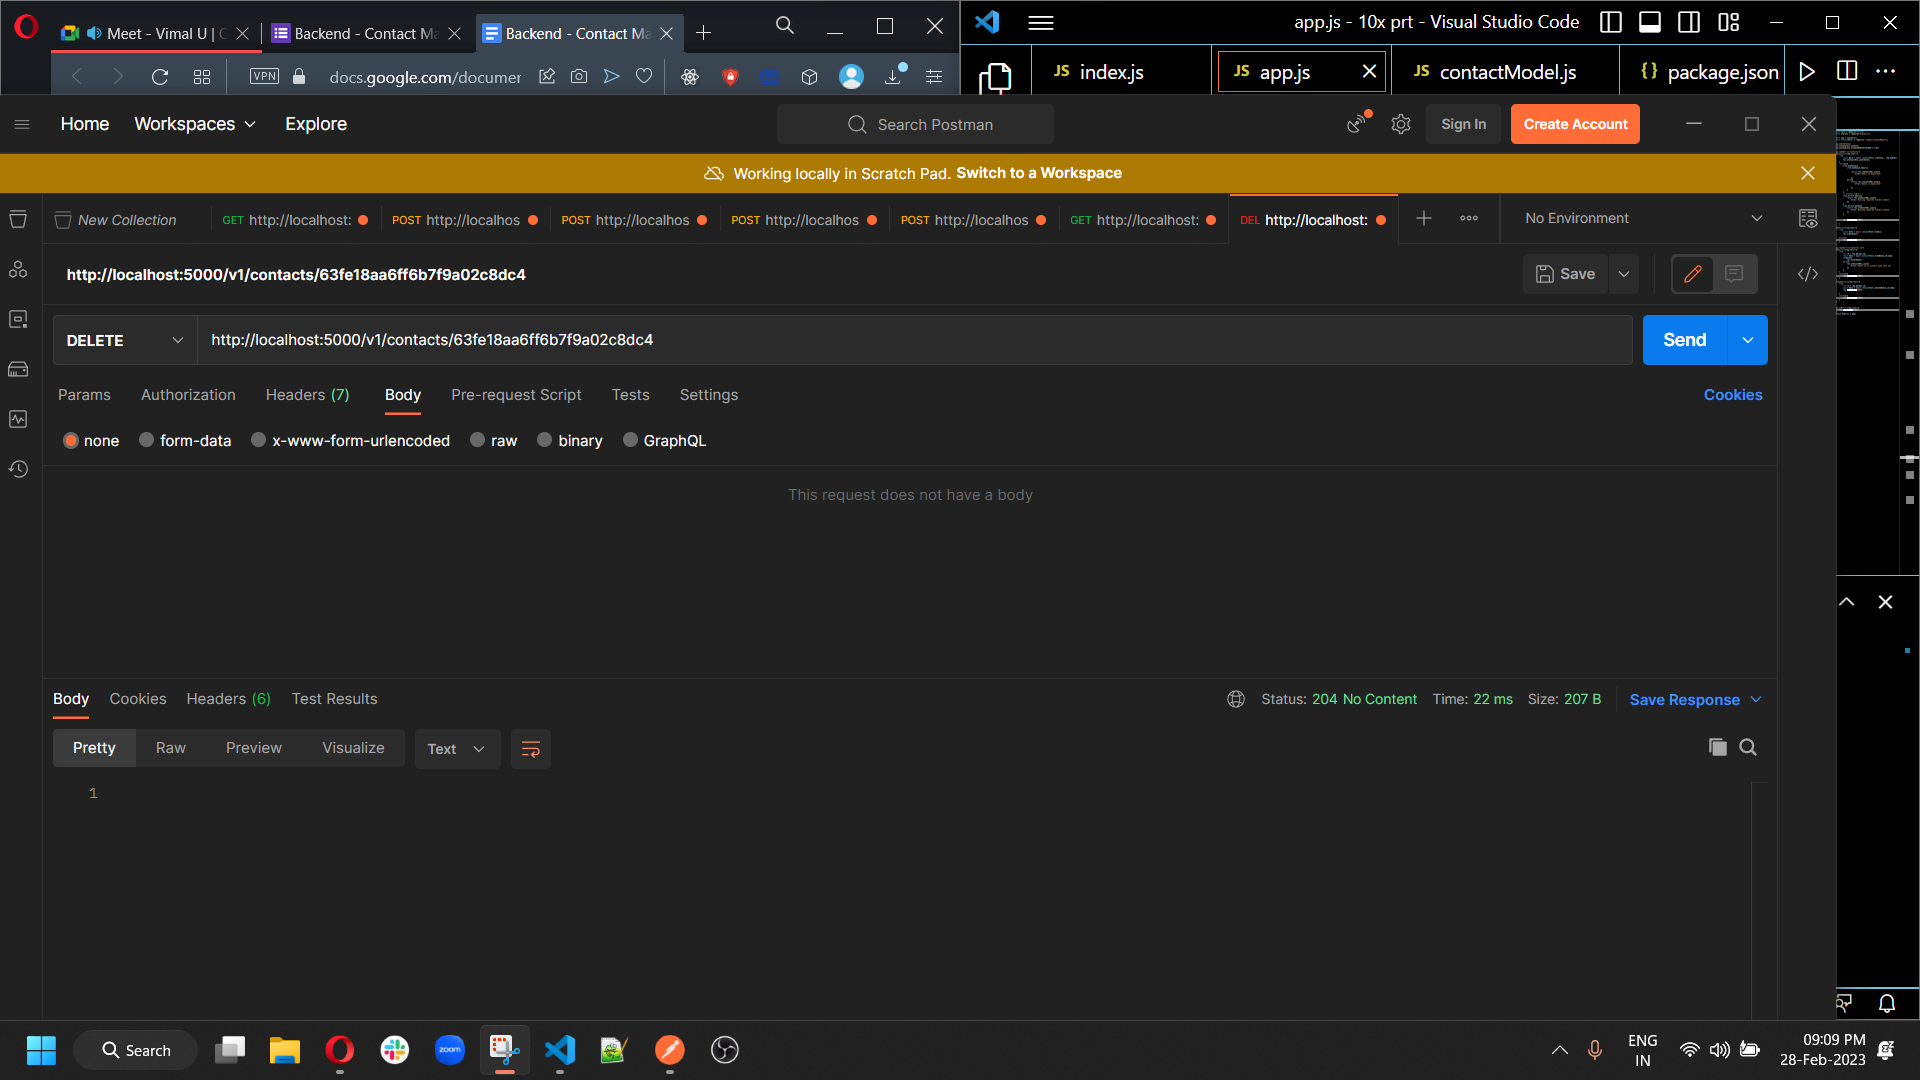 Meet - Vimal U | C
Backend - Contact Ma
Backend - Contact Ma
app.js - 10x prt - Visual Studio Code
VPN
docs.google.com/documen
JS index.js
JS app.js
JS contactModel.js
{} package.json
Home
Workspaces
Explore
Search Postman
Sign In
Create Account
Working locally in Scratch Pad. Switch to a Workspace
New Collection
GET http://localhost:
POST http://localhos
POST http://localhos
POST http://localhos
POST http://localhos
GET http://localhost:
DEL http://localhost:
No Environment
http://localhost:5000/v1/contacts/63fe18aa6ff6b7f9a02c8dc4
Save
DELETE
http://localhost:5000/v1/contacts/63fe18aa6ff6b7f9a02c8dc4
Send
Params
Authorization
Headers (7)
Body
Pre-request Script
Tests
Settings
Cookies
none
form-data
x-www-form-urlencoded
raw
binary
GraphQL
This request does not have a body
Body
Cookies
Headers (6)
Test Results
Status: 204 No Content
Time: 22 ms
Size: 207 B
Save Response
Pretty
Raw
Preview
Visualize
Text
1
Search
zoom
ENG
IN
09:09 PM
28-Feb-2023